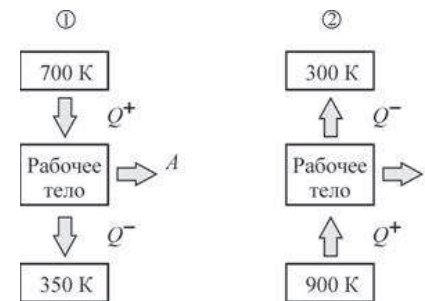 ① ②
700 К 300 К
Q⁺ Q⁻
Рабочее Рабочее
тело A тело
Q⁻ Q⁺
350 К 900 К